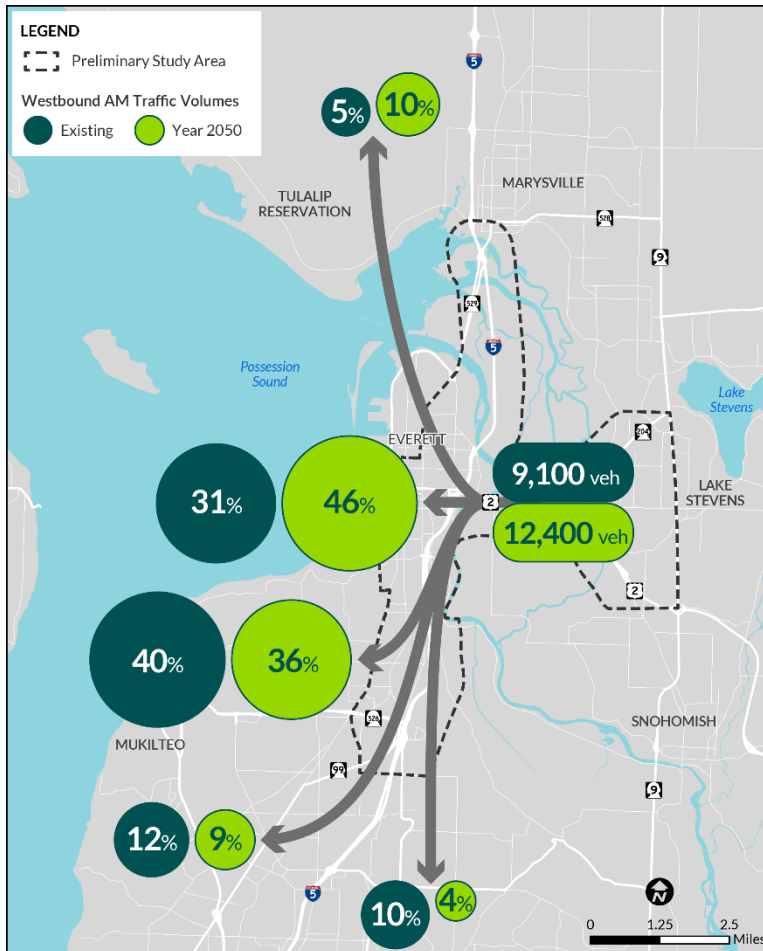 LEGEND
Preliminary Study Area
Westbound AM Traffic Volumes
Existing
Year 2050
5
5%
10%
TULALIP
RESERVATION
MARYSVILLE
528
9
529
5
Possession
Sound
Lake
Stevens
EVERETT
204
9,100 veh
LAKE
STEVENS
31%
46%
2
12,400 veh
2
40%
36%
526
SNOHOMISH
MUKILTEO
99
9
12%
9%
5
10%
4%
N
0
1.25
2.5
Miles